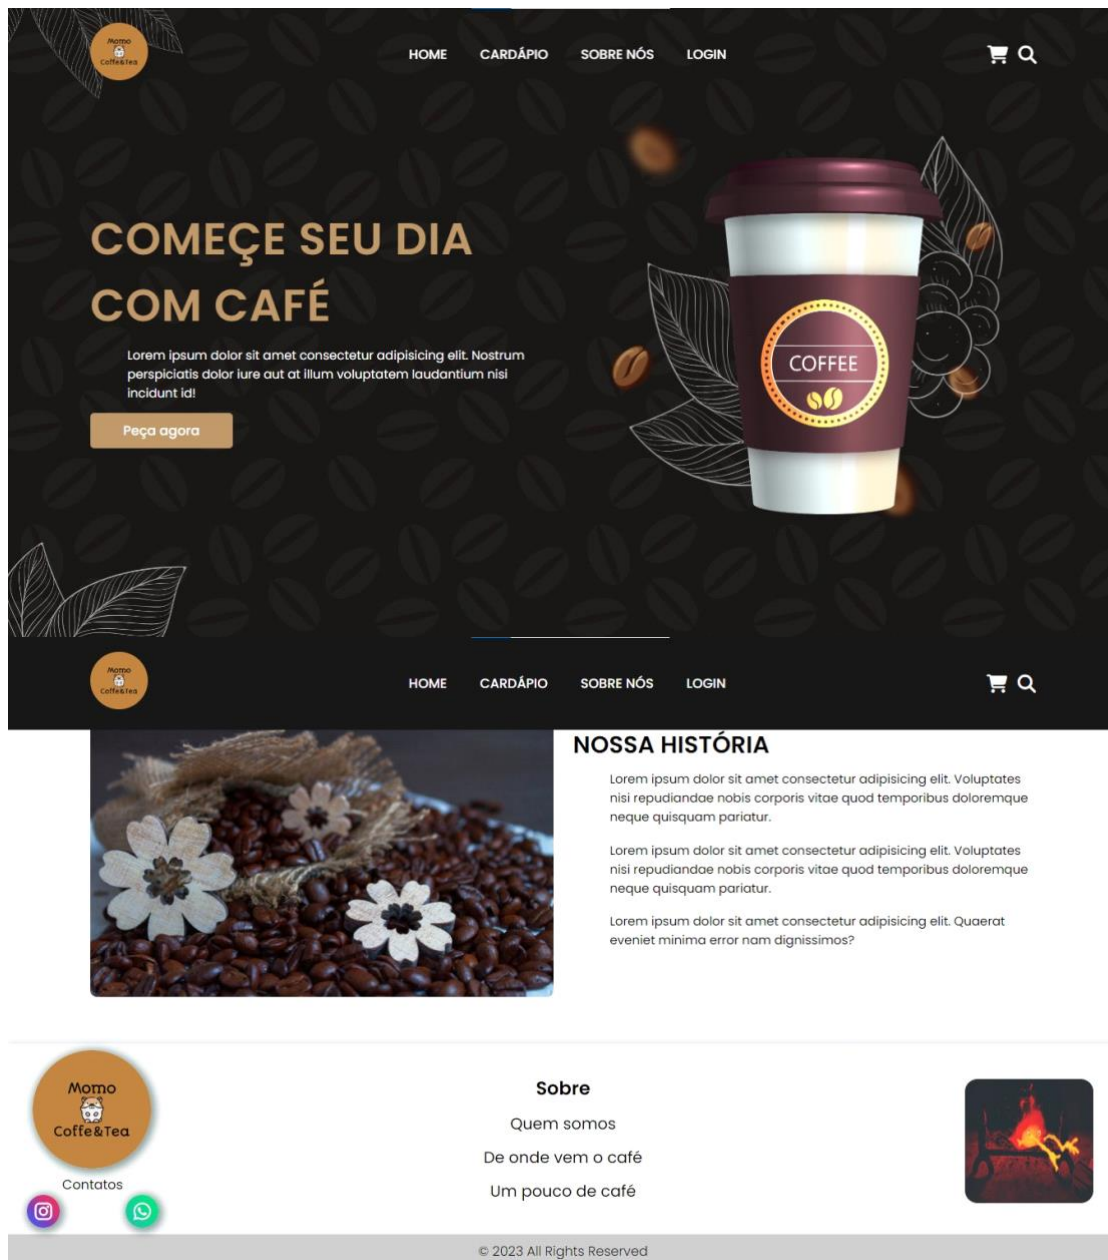 Momo
Coffe&Tea
HOME CARDÁPIO SOBRE NÓS LOGIN
COMEÇE SEU DIA
COM CAFÉ
Lorem ipsum dolor sit amet consectetur adipisicing elit. Nostrum
perspiciatis dolor iure aut at illum voluptatem laudantium nisi
incidunt id!
Peça agora
COFFEE
Momo
Coffe&Tea
HOME CARDÁPIO SOBRE NÓS LOGIN
NOSSA HISTÓRIA
Lorem ipsum dolor sit amet consectetur adipisicing elit. Voluptates
nisi repudiandae nobis corporis vitae quod temporibus doloremque
neque quisquam pariatur.
Lorem ipsum dolor sit amet consectetur adipisicing elit. Voluptates
nisi repudiandae nobis corporis vitae quod temporibus doloremque
neque quisquam pariatur.
Lorem ipsum dolor sit amet consectetur adipisicing elit. Quaerat
eveniet minima error nam dignissimos?
Momo
Coffe&Tea
Contatos
Sobre
Quem somos
De onde vem o café
Um pouco de café
© 2023 All Rights Reserved